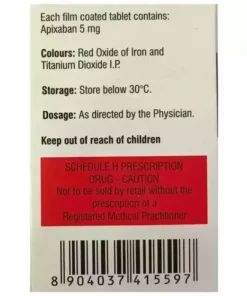 Each film coated tablet contains:
Apixaban 5 mg
Colours: Red Oxide of Iron and
Titanium Dioxide I.P.
Storage: Store below 30°C.
Dosage: As directed by the Physician.
Keep out of reach of children
SCHEDULE H PRESCRIPTION
DRUG - CAUTION
Not to be sold by retail without the
prescription of a
Registered Medical Practitioner
8 904037 415597